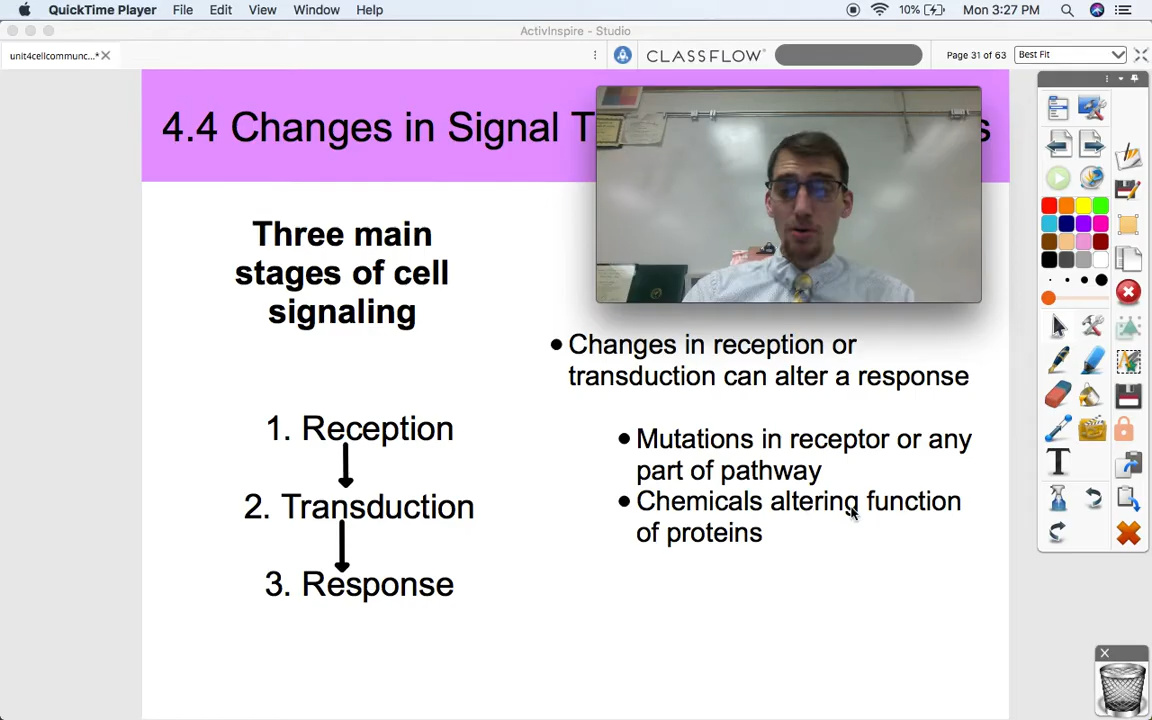 QuickTime Player File Edit View Window Help 10% Mon 3:27 PM
ActivInspire - Studio
unit4cellcommunc...* CLASSFLOW Page 31 of 63 Best Fit
4.4 Changes in Signal T s
Three main
stages of cell
signaling
• Changes in reception or
transduction can alter a response
1. Reception
• Mutations in receptor or any
part of pathway
2. Transduction
• Chemicals altering function
of proteins
3. Response